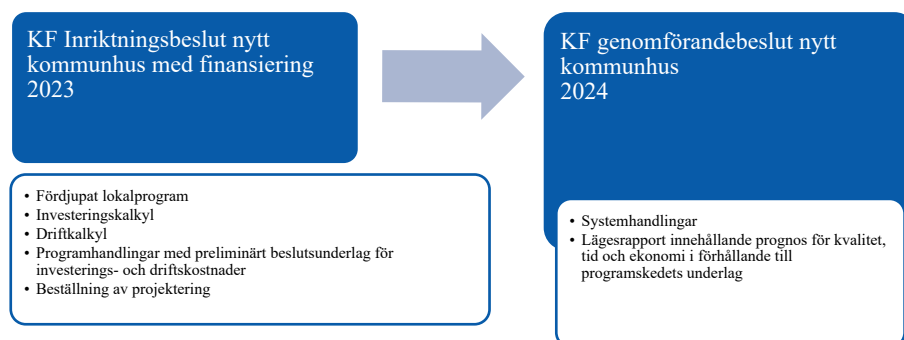 KF Inriktningsbeslut nytt
kommunhus med finansiering
2023
• Fördjupat lokalprogram
• Investeringskalkyl
• Driftkalkyl
• Programhandlingar med preliminärt beslutsunderlag för
investerings- och driftskostnader
• Beställning av projektering
KF genomförandebeslut nytt
kommunhus
2024
• Systemhandlingar
• Lägesrapport innehållande prognos för kvalitet,
tid och ekonomi i förhållande till
programskedets underlag